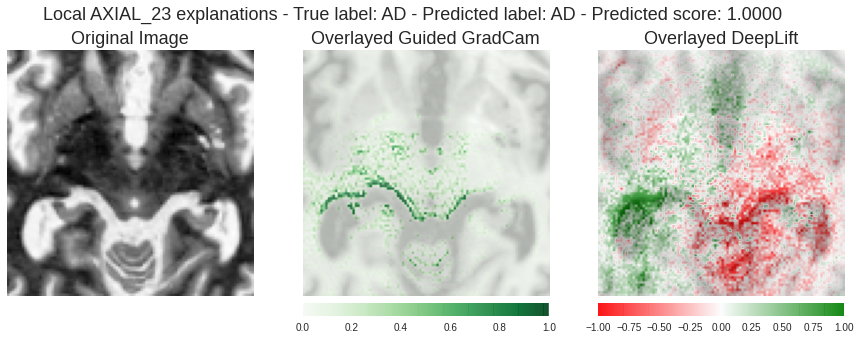 Local AXIAL_23 explanations - True label: AD - Predicted label: AD - Predicted score: 1.0000
Original Image
Overlayed Guided GradCam
Overlayed DeepLift
0.0 0.2 0.4 0.6 0.8 1.0
−1.00 −0.75 −0.50 −0.25 0.00 0.25 0.50 0.75 1.00